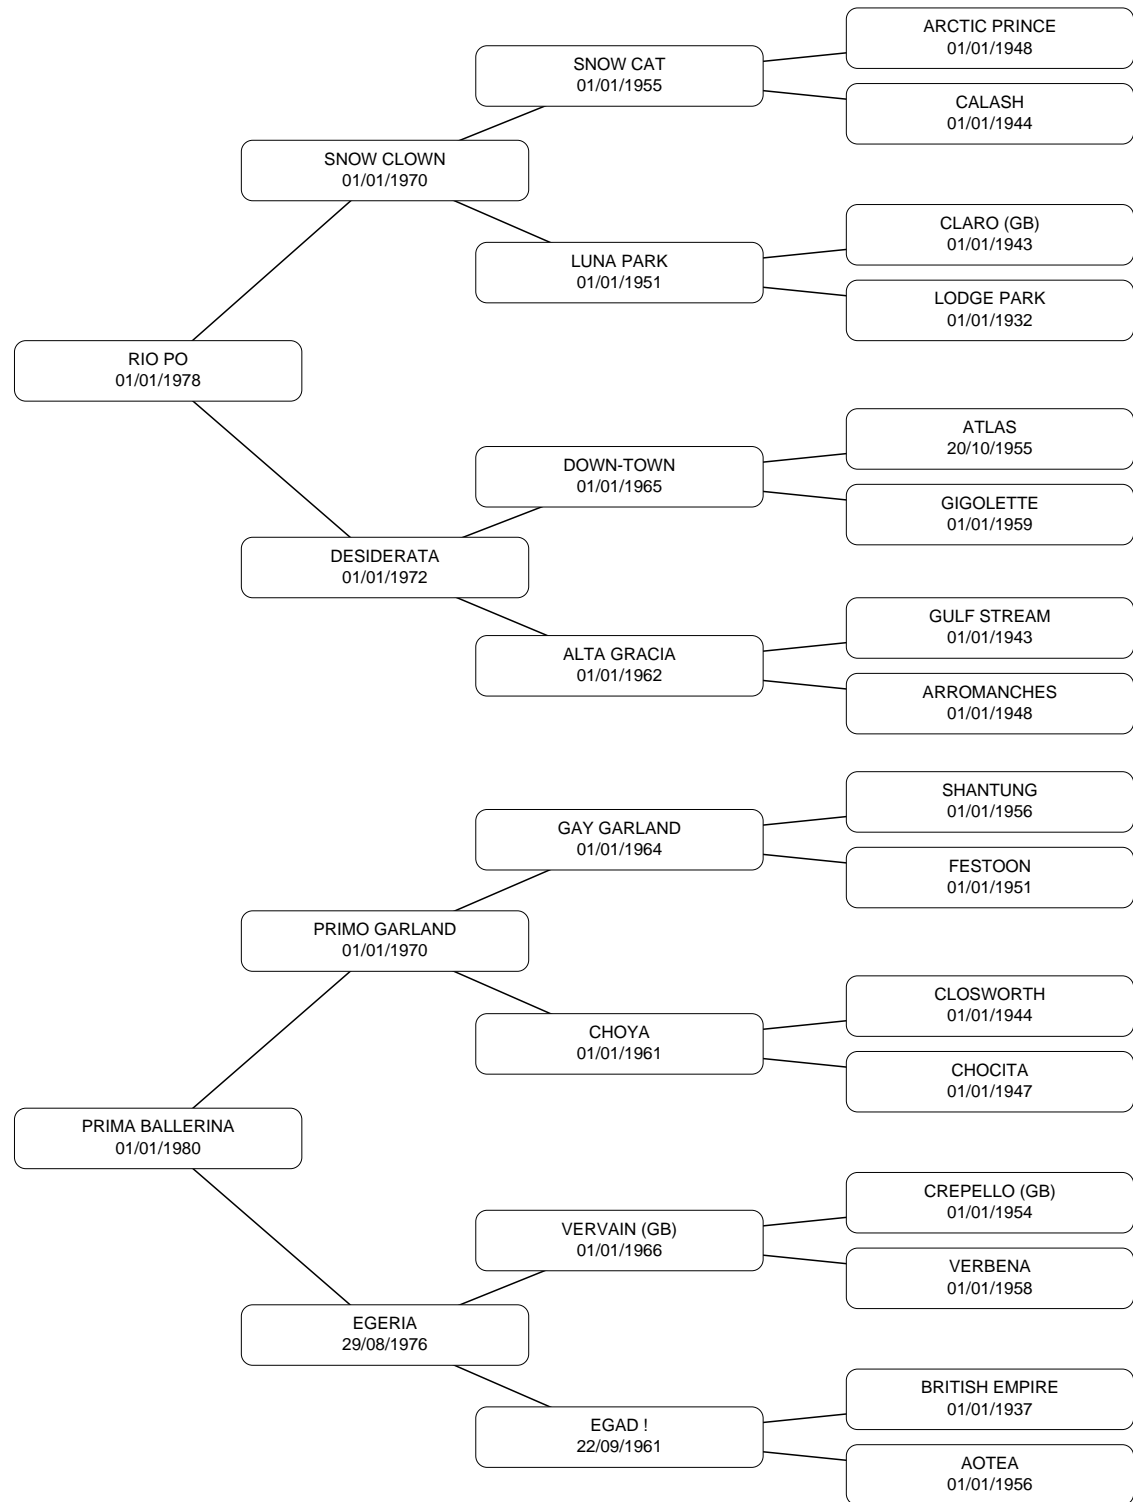 ARCTIC PRINCE
01/01/1948
SNOW CAT
01/01/1955
CALASH
01/01/1944
SNOW CLOWN
01/01/1970
CLARO (GB)
01/01/1943
LUNA PARK
01/01/1951
LODGE PARK
01/01/1932
RIO PO
01/01/1978
ATLAS
20/10/1955
DOWN-TOWN
01/01/1965
GIGOLETTE
01/01/1959
DESIDERATA
01/01/1972
GULF STREAM
01/01/1943
ALTA GRACIA
01/01/1962
ARROMANCHES
01/01/1948
SHANTUNG
01/01/1956
GAY GARLAND
01/01/1964
FESTOON
01/01/1951
PRIMO GARLAND
01/01/1970
CLOSWORTH
01/01/1944
CHOYA
01/01/1961
CHOCITA
01/01/1947
PRIMA BALLERINA
01/01/1980
CREPELLO (GB)
01/01/1954
VERVAIN (GB)
01/01/1966
VERBENA
01/01/1958
EGERIA
29/08/1976
BRITISH EMPIRE
01/01/1937
EGAD !
22/09/1961
AOTEA
01/01/1956